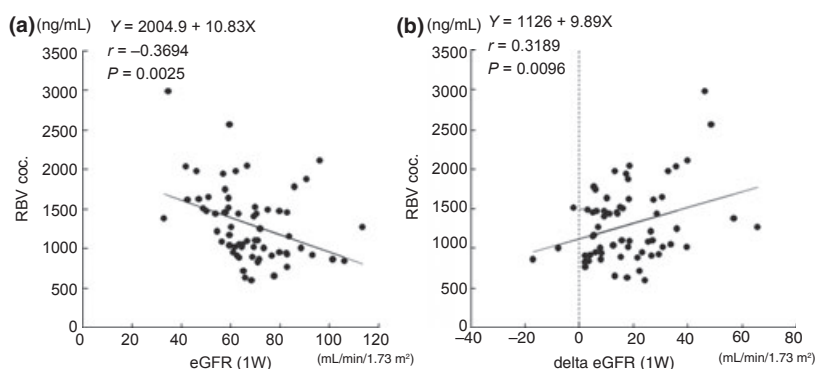 (a) (ng/mL) Y = 2004.9 + 10.83X
r = –0.3694
P = 0.0025
RBV coc.
3500
3000
2500
2000
1500
1000
500
0
0 20 40 60 80 100 120
eGFR (1W) (mL/min/1.73 m²)
(b) (ng/mL) Y = 1126 + 9.89X
r = 0.3189
P = 0.0096
RBV coc.
3500
3000
2500
2000
1500
1000
500
0
–40 –20 0 20 40 60 80
delta eGFR (1W) (mL/min/1.73 m²)